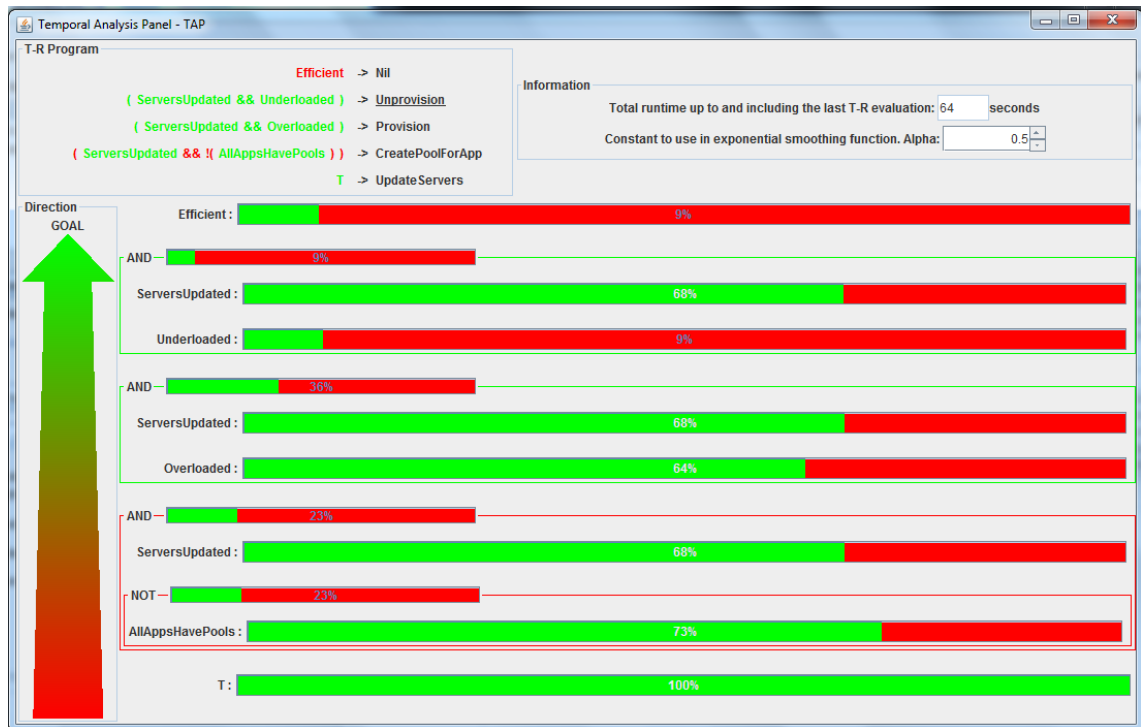 Temporal Analysis Panel - TAP
T-R Program
Efficient -> Nil
( ServersUpdated && Underloaded ) -> Unprovision
( ServersUpdated && Overloaded ) -> Provision
( ServersUpdated && !( AllAppsHavePools ) ) -> CreatePoolForApp
T -> UpdateServers
Information
Total runtime up to and including the last T-R evaluation: 64 seconds
Constant to use in exponential smoothing function. Alpha: 0.5
Direction
GOAL
Efficient : 9%
AND 9%
ServersUpdated : 68%
Underloaded : 9%
AND 36%
ServersUpdated : 68%
Overloaded : 64%
AND 23%
ServersUpdated : 68%
NOT 23%
AllAppsHavePools : 73%
T : 100%